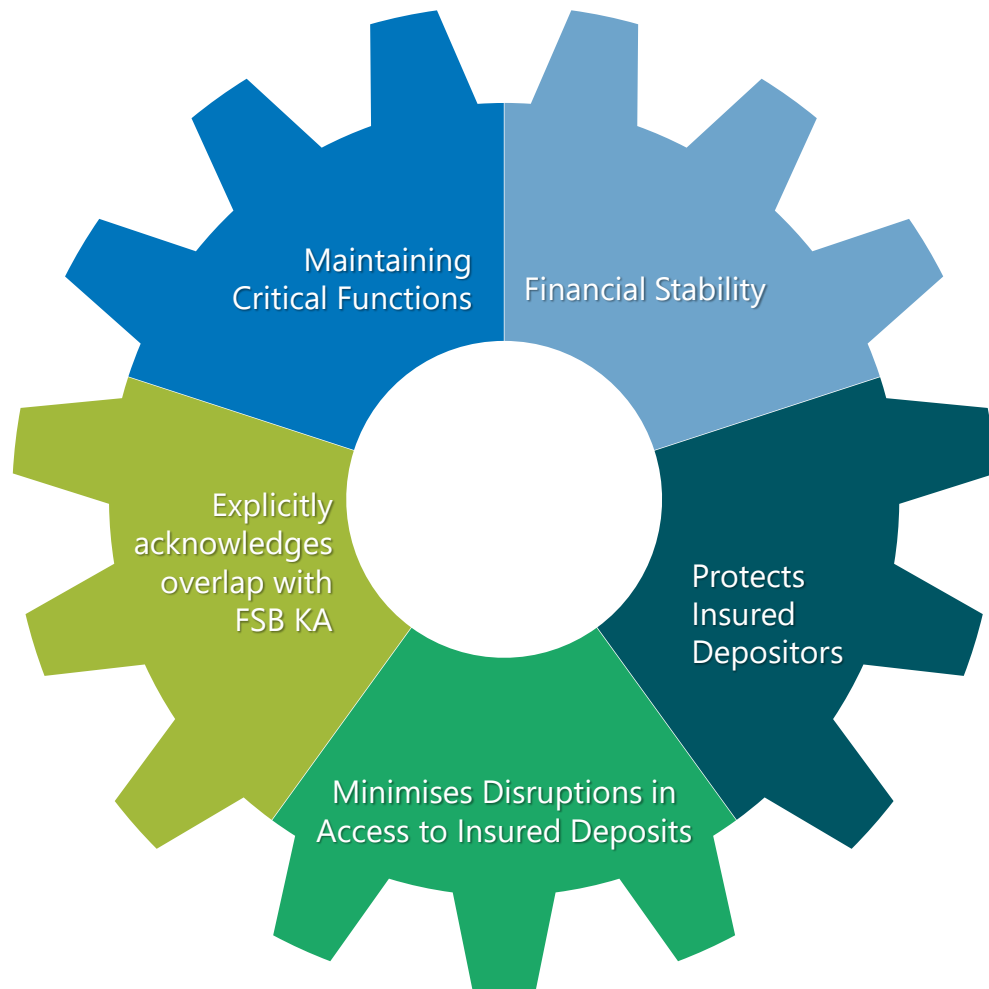 Maintaining
Critical Functions
Financial Stability
Explicitly
acknowledges
overlap with
FSB KA
Protects
Insured
Depositors
Minimises Disruptions in
Access to Insured Deposits